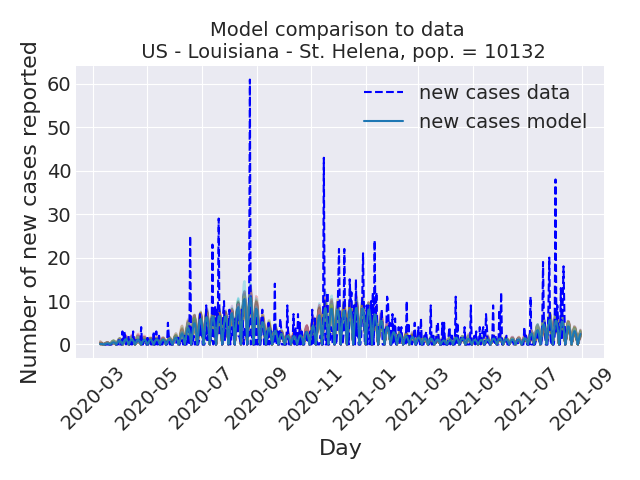 Model comparison to data
US - Louisiana - St. Helena, pop. = 10132
Number of new cases reported
60
50
40
30
20
10
0
new cases data
new cases model
2020-03
2020-05
2020-07
2020-09
2020-11
2021-01
2021-03
2021-05
2021-07
2021-09
Day